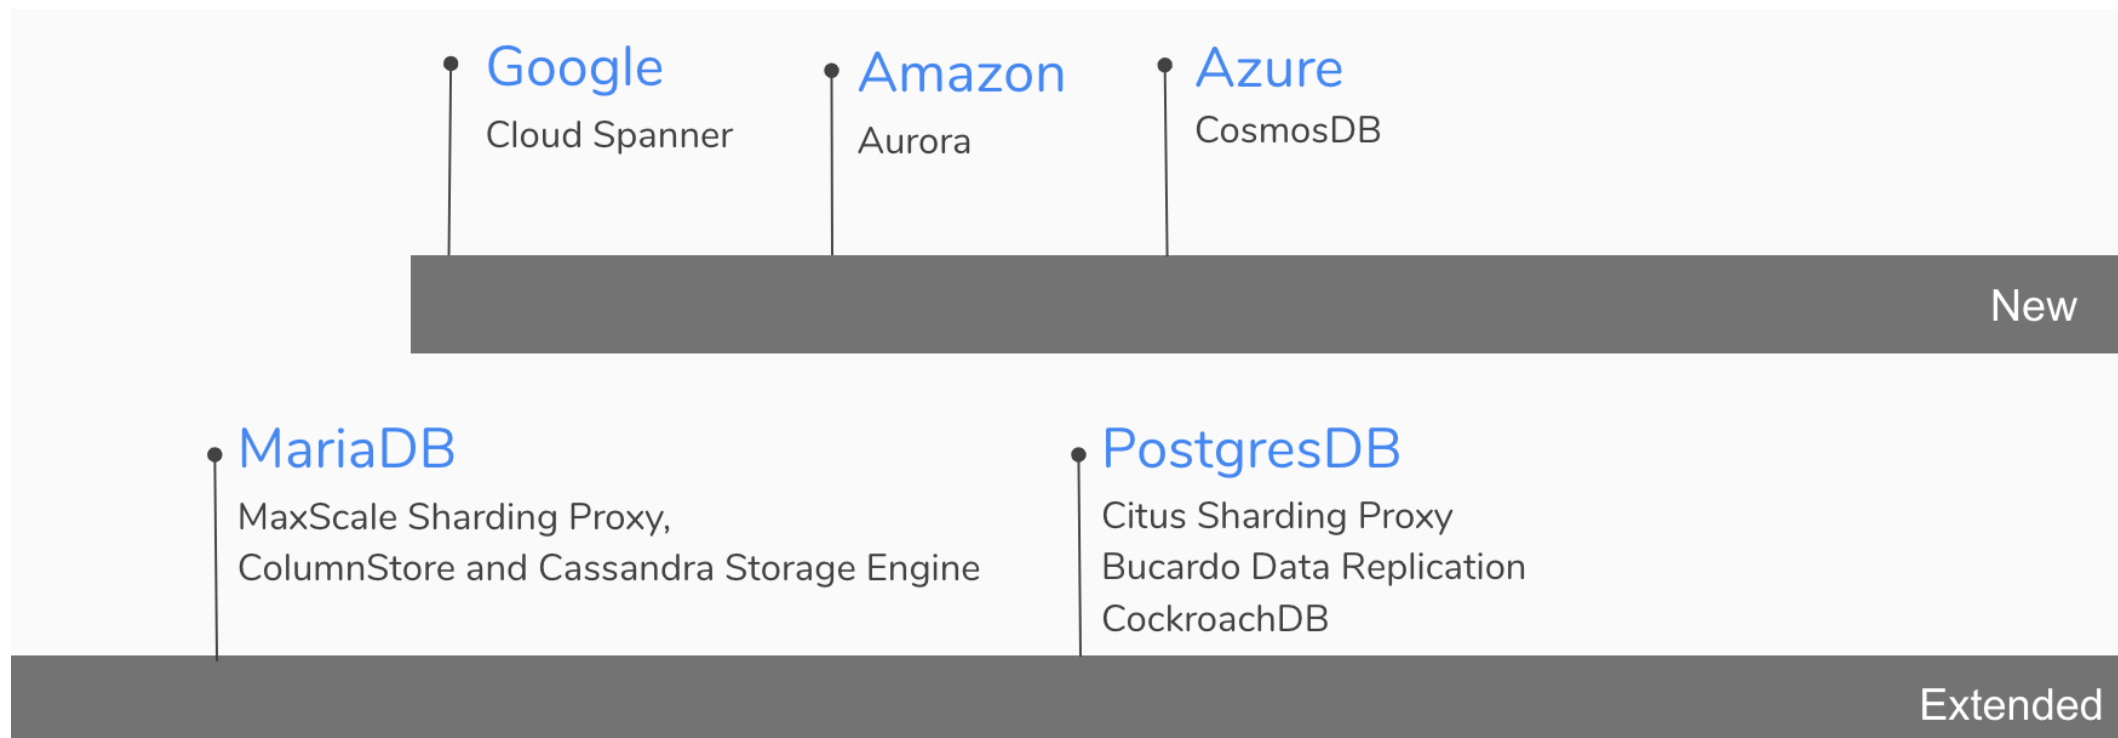 Google
Cloud Spanner
Amazon
Aurora
Azure
CosmosDB
New
MariaDB
MaxScale Sharding Proxy,
ColumnStore and Cassandra Storage Engine
PostgresDB
Citus Sharding Proxy
Bucardo Data Replication
CockroachDB
Extended